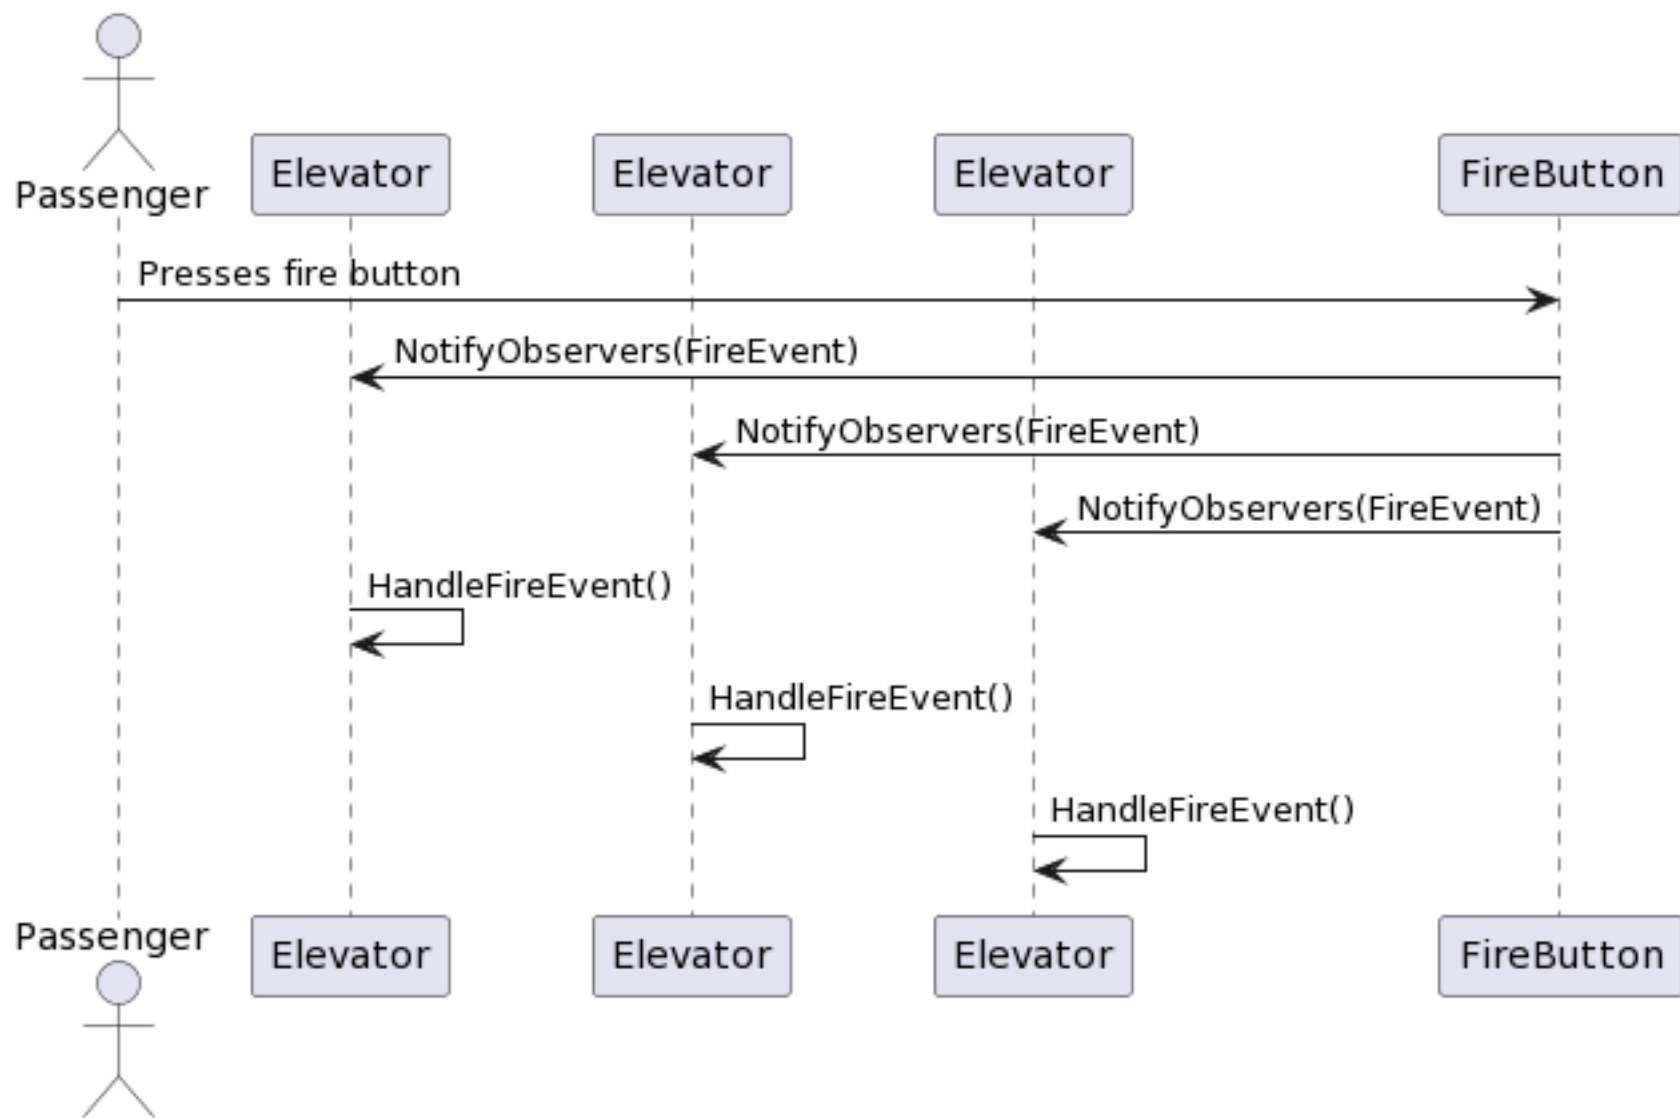 Passenger
Elevator
Elevator
Elevator
FireButton
Presses fire button
NotifyObservers(FireEvent)
NotifyObservers(FireEvent)
NotifyObservers(FireEvent)
HandleFireEvent()
HandleFireEvent()
HandleFireEvent()
Passenger
Elevator
Elevator
Elevator
FireButton